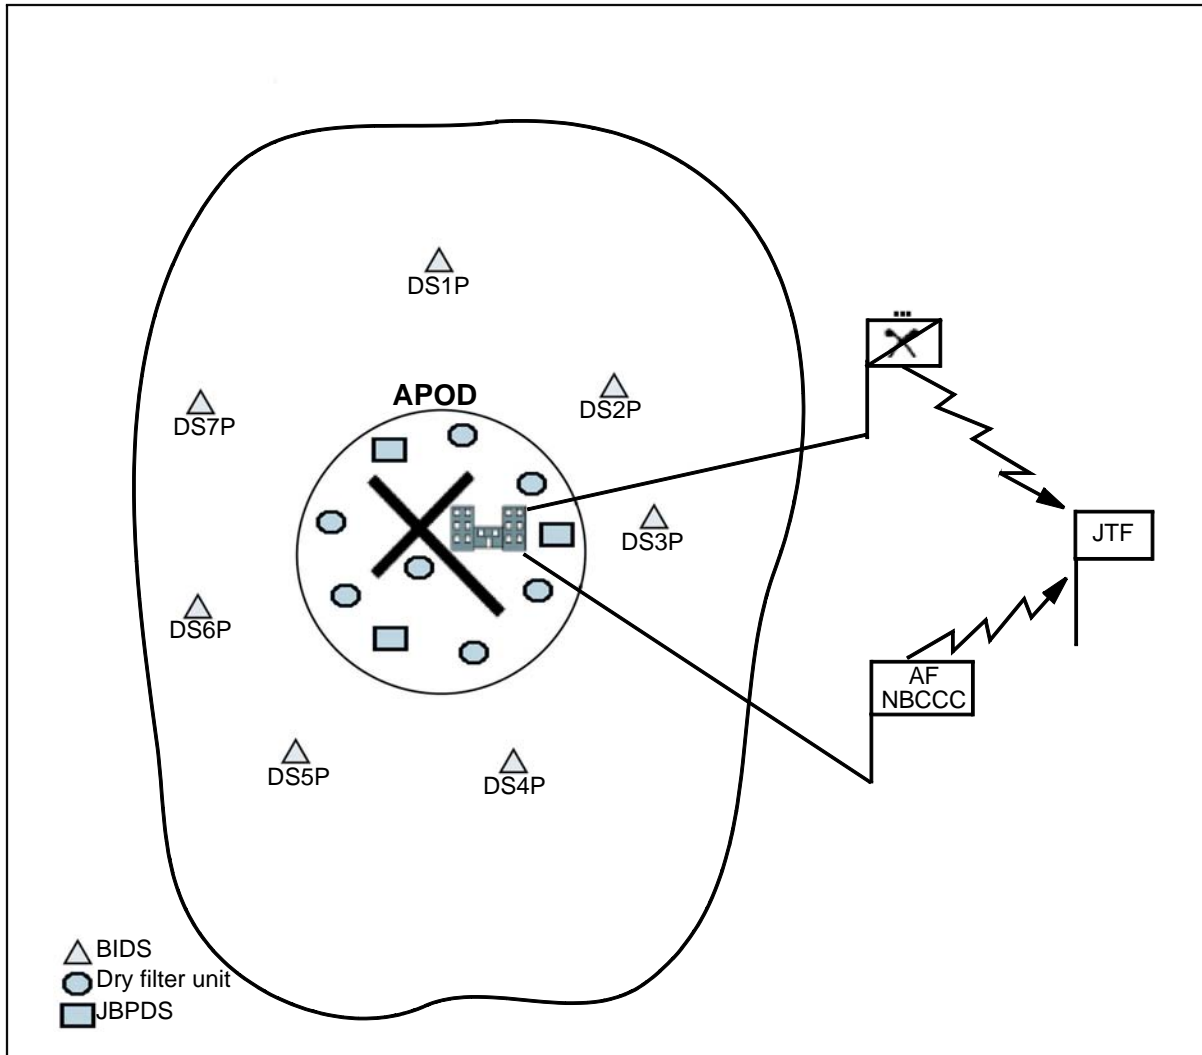 DS1P
APOD
DS2P
DS7P
DS3P
JTF
DS6P
AF
NBCCC
DS5P
DS4P
BIDS
Dry filter unit
JBPDS